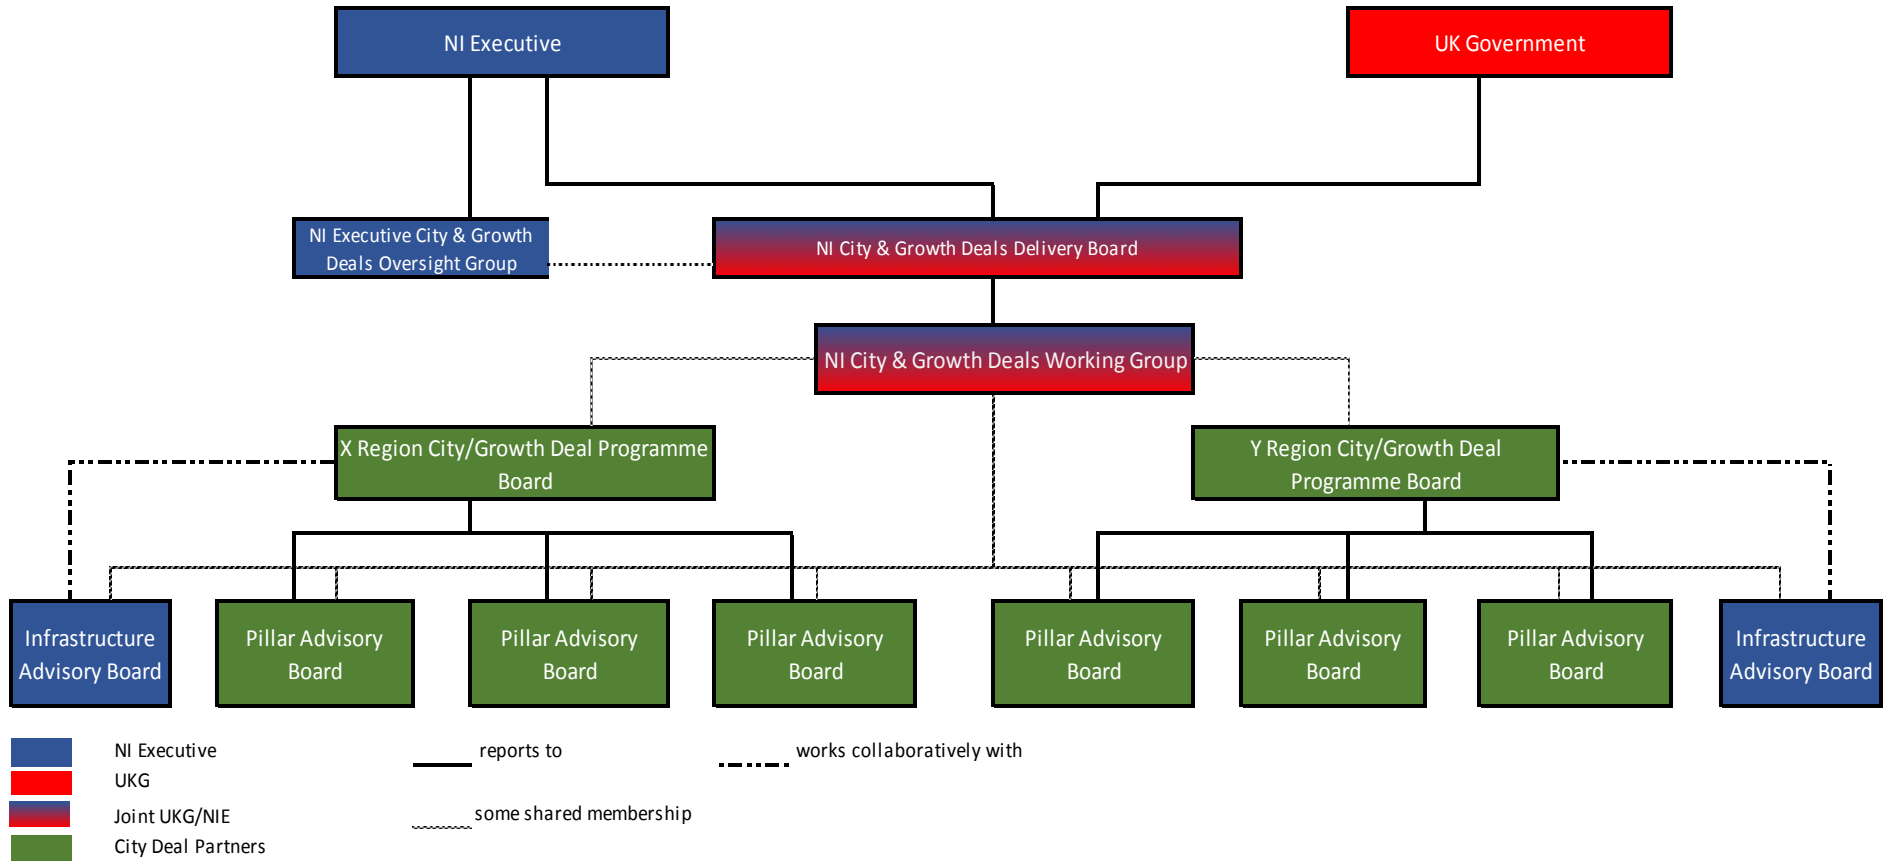 NI Executive
UK Government
NI Executive City & Growth
Deals Oversight Group
NI City & Growth Deals Delivery Board
NI City & Growth Deals Working Group
X Region City/Growth Deal Programme
Board
Y Region City/Growth Deal
Programme Board
Infrastructure
Advisory Board
Pillar Advisory
Board
Pillar Advisory
Board
Pillar Advisory
Board
Pillar Advisory
Board
Pillar Advisory
Board
Pillar Advisory
Board
Infrastructure
Advisory Board
NI Executive
UKG
Joint UKG/NIE
City Deal Partners
reports to
some shared membership
works collaboratively with